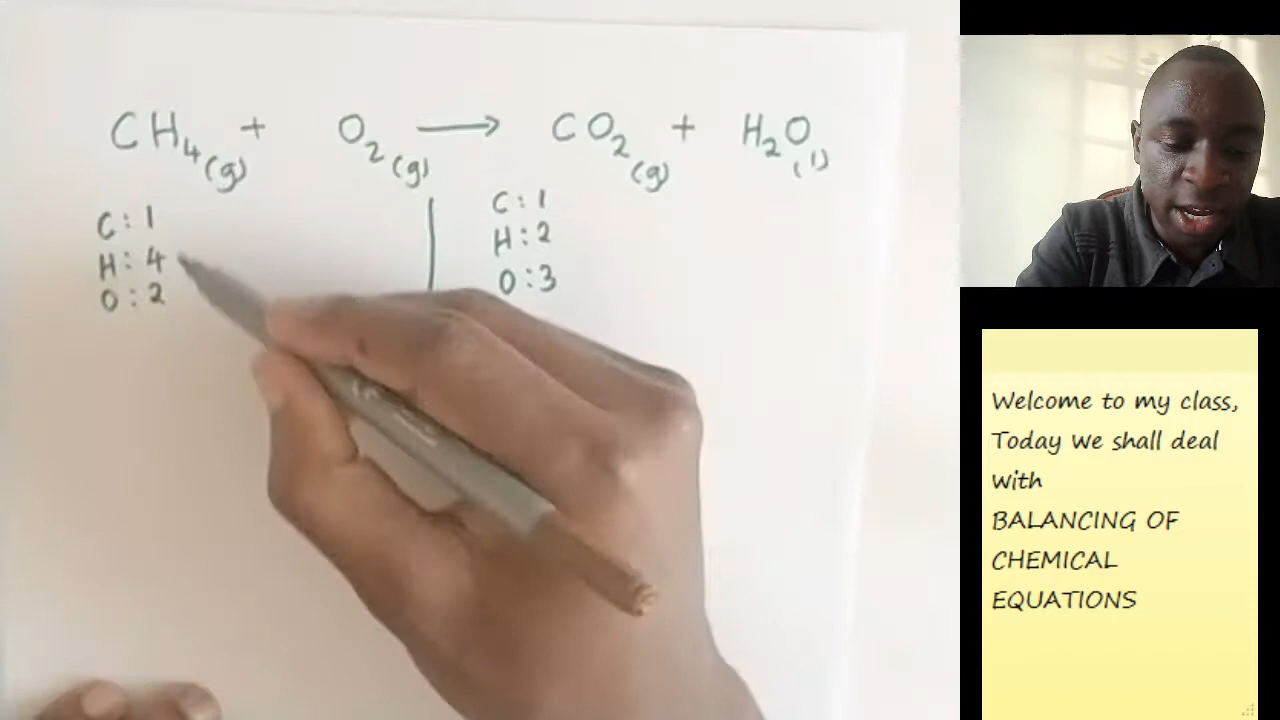 CH₄(g) + O₂(g) → CO₂(g) + H₂O(l)
C : 1
H : 4
O : 2
C : 1
H : 2
O : 3
Welcome to my class,
Today we shall deal
with
BALANCING OF
CHEMICAL
EQUATIONS